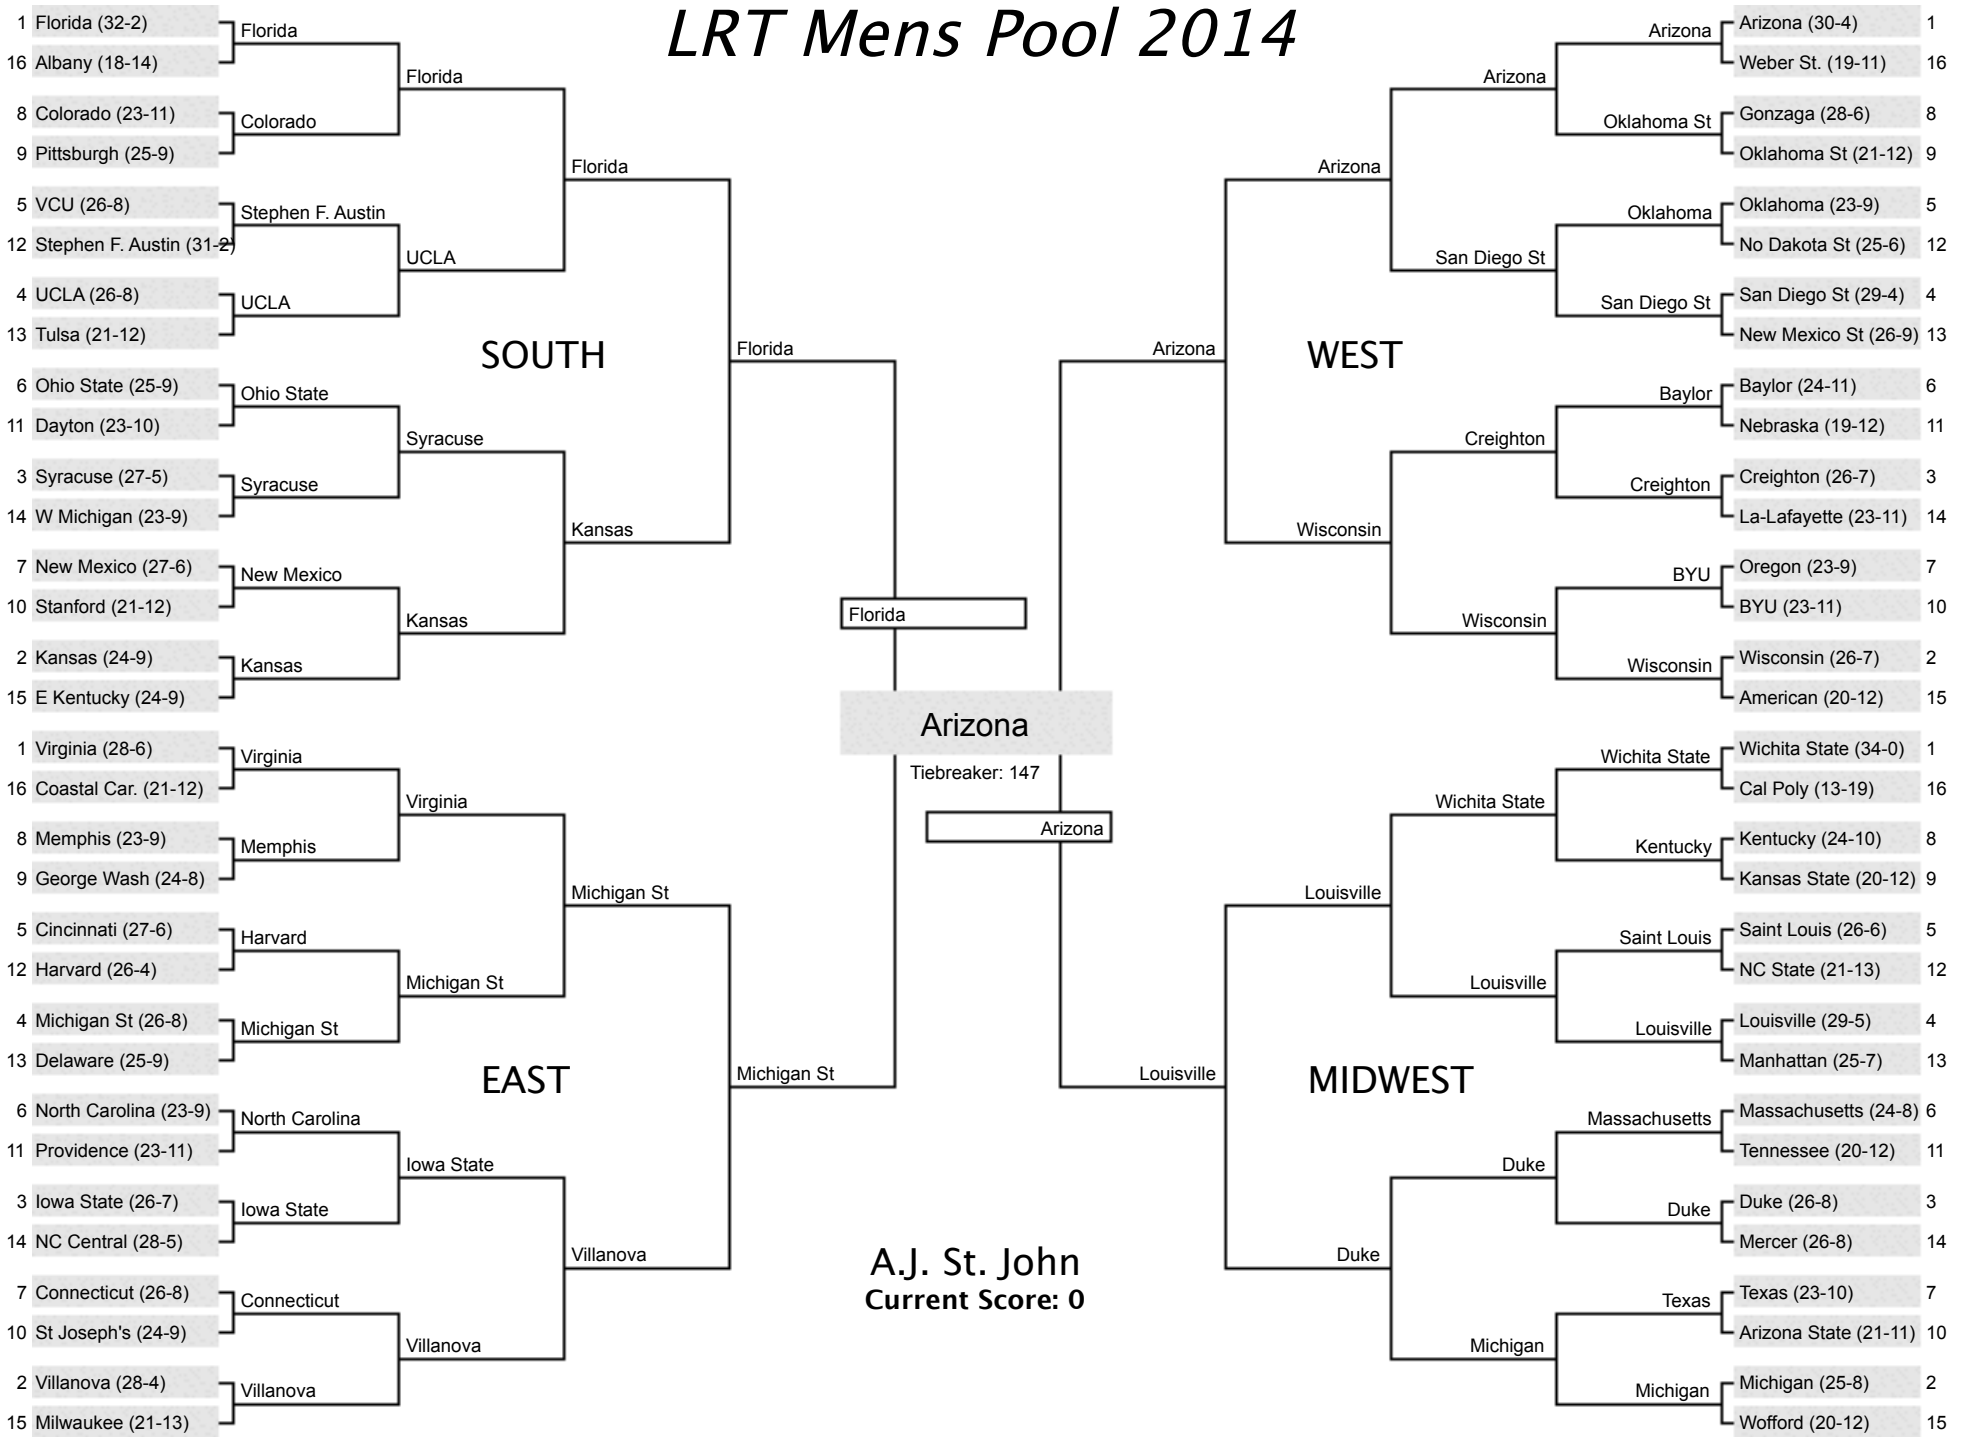 LRT Mens Pool 2014
1 Florida (32-2)
Florida
16 Albany (18-14)
Florida
8 Colorado (23-11)
Colorado
9 Pittsburgh (25-9)
Florida
5 VCU (26-8)
Stephen F. Austin
12 Stephen F. Austin (31-2)
UCLA
4 UCLA (26-8)
UCLA
13 Tulsa (21-12)
SOUTH
Florida
6 Ohio State (25-9)
Ohio State
11 Dayton (23-10)
Syracuse
3 Syracuse (27-5)
Syracuse
14 W Michigan (23-9)
Kansas
7 New Mexico (27-6)
New Mexico
10 Stanford (21-12)
Kansas
2 Kansas (24-9)
Kansas
15 E Kentucky (24-9)
1 Virginia (28-6)
Virginia
16 Coastal Car. (21-12)
Virginia
8 Memphis (23-9)
Memphis
9 George Wash (24-8)
Michigan St
5 Cincinnati (27-6)
Harvard
12 Harvard (26-4)
Michigan St
4 Michigan St (26-8)
Michigan St
13 Delaware (25-9)
EAST
Michigan St
6 North Carolina (23-9)
North Carolina
11 Providence (23-11)
Iowa State
3 Iowa State (26-7)
Iowa State
14 NC Central (28-5)
Villanova
7 Connecticut (26-8)
Connecticut
10 St Joseph's (24-9)
Villanova
2 Villanova (28-4)
Villanova
15 Milwaukee (21-13)
Florida
Arizona
Tiebreaker: 147
Arizona
A.J. St. John
Current Score: 0
Arizona (30-4) 1
Arizona
Weber St. (19-11) 16
Arizona
Gonzaga (28-6) 8
Oklahoma St
Oklahoma St (21-12) 9
Arizona
Oklahoma (23-9) 5
Oklahoma
No Dakota St (25-6) 12
San Diego St
San Diego St (29-4) 4
San Diego St
New Mexico St (26-9) 13
WEST
Arizona
Baylor (24-11) 6
Baylor
Nebraska (19-12) 11
Creighton
Creighton (26-7) 3
Creighton
La-Lafayette (23-11) 14
Wisconsin
Oregon (23-9) 7
BYU
BYU (23-11) 10
Wisconsin
Wisconsin (26-7) 2
Wisconsin
American (20-12) 15
Wichita State (34-0) 1
Wichita State
Cal Poly (13-19) 16
Wichita State
Kentucky (24-10) 8
Kentucky
Kansas State (20-12) 9
Louisville
Saint Louis (26-6) 5
Saint Louis
NC State (21-13) 12
Louisville
Louisville (29-5) 4
Louisville
Manhattan (25-7) 13
MIDWEST
Louisville
Massachusetts (24-8) 6
Massachusetts
Tennessee (20-12) 11
Duke
Duke (26-8) 3
Duke
Mercer (26-8) 14
Duke
Texas (23-10) 7
Texas
Arizona State (21-11) 10
Michigan
Michigan (25-8) 2
Michigan
Wofford (20-12) 15